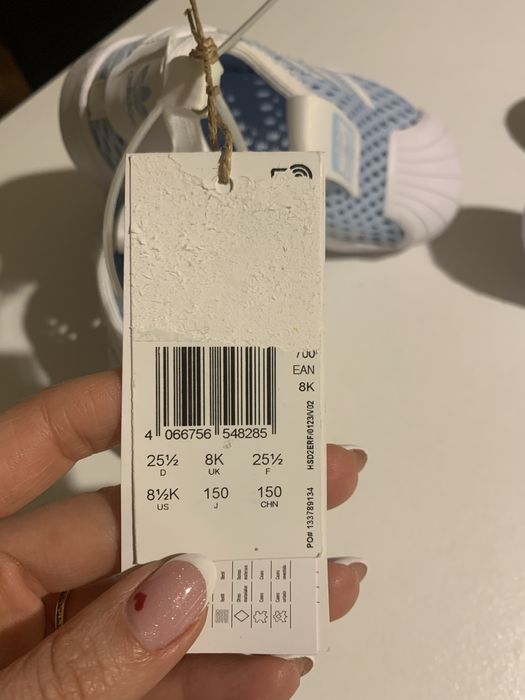 700
EAN
8K
4 066756 548285
25½ 8K 25½
D UK F
8½K 150 150
US J CHN
HSD2ERF/0123/V02
PO# 133789134